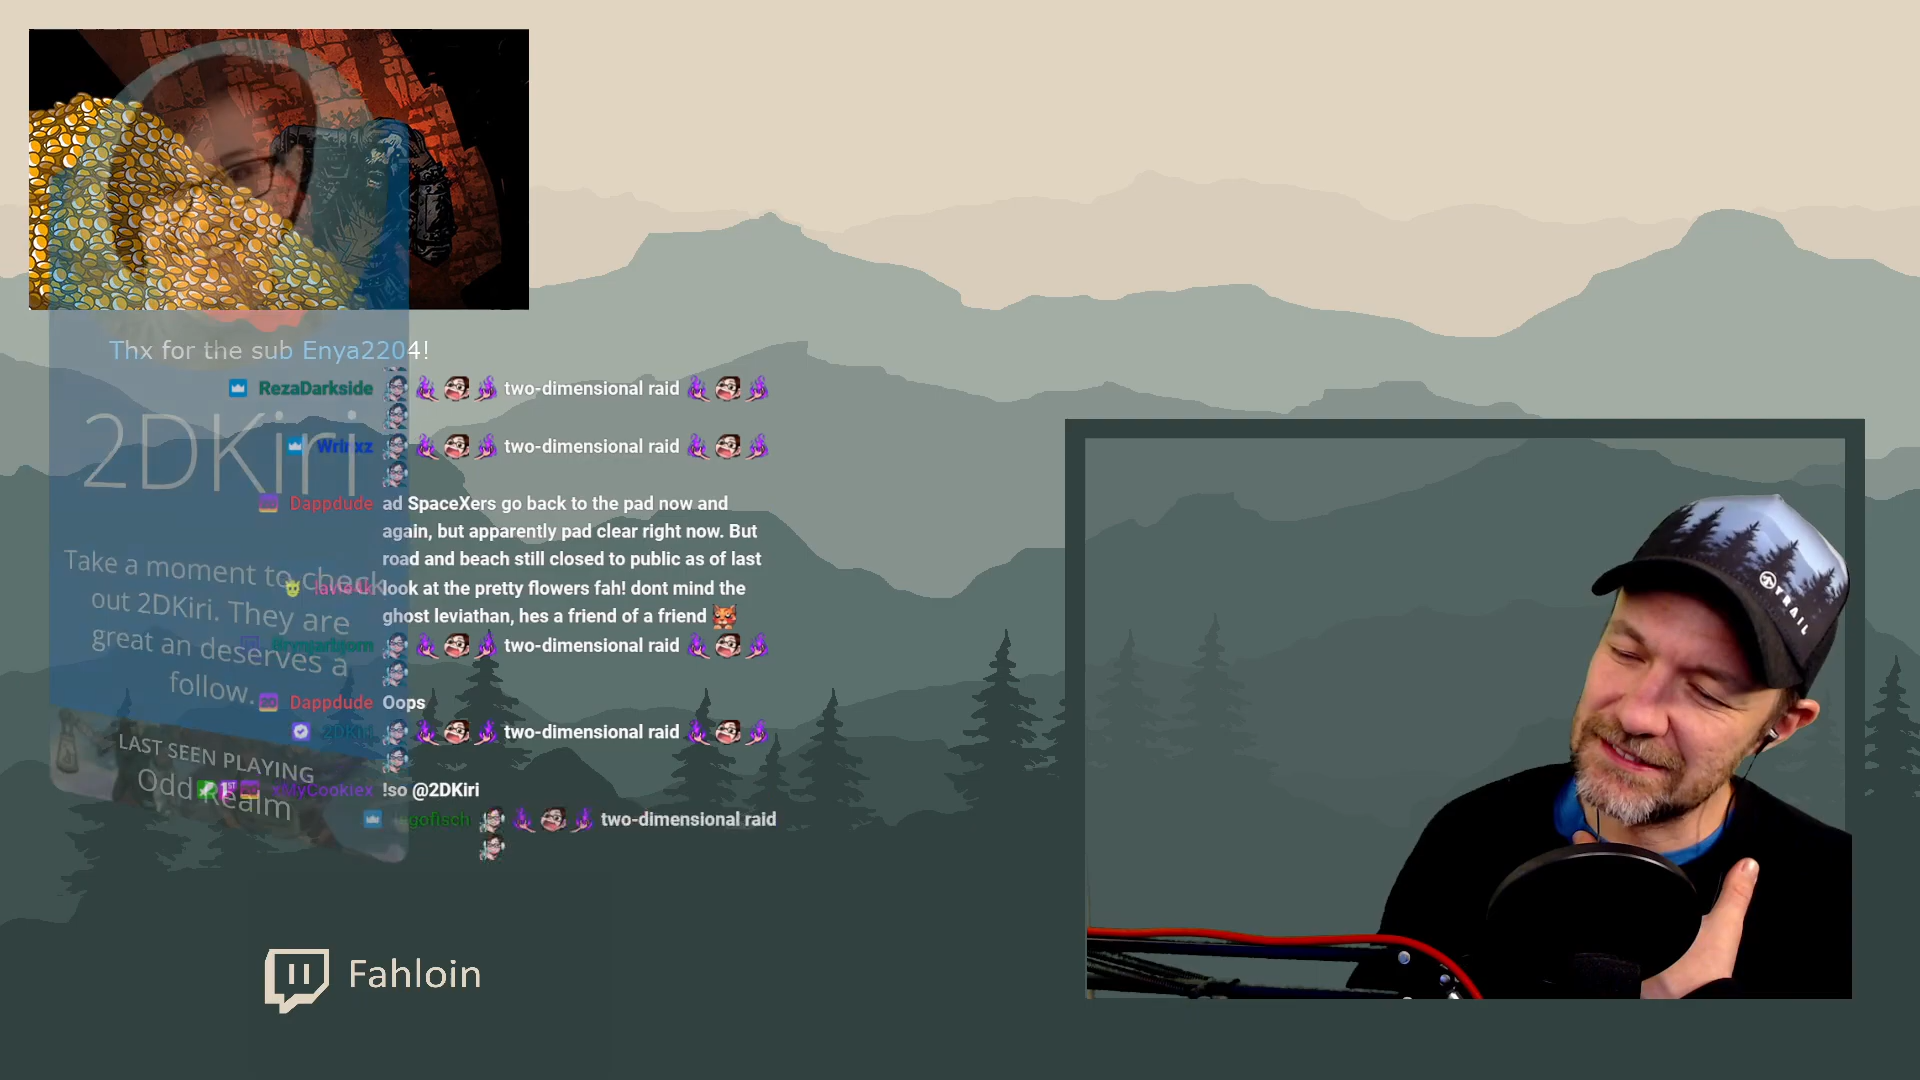 Thx for the sub Enya2204!
RezaDarkside two-dimensional raid
2DKiri
Wrinxz two-dimensional raid
Dappdude ad SpaceXers go back to the pad now and
again, but apparently pad clear right now. But
road and beach still closed to public as of last
look at the pretty flowers fah! dont mind the
ghost leviathan, hes a friend of a friend
two-dimensional raid
Take a moment to check
out 2DKiri. They are
great an deserves a
follow.
Dappdude Oops
2DKiri two-dimensional raid
LAST SEEN PLAYING
Odd Realm
xMyCookiex !so @2DKiri
two-dimensional raid
Fahloin
TRAIL